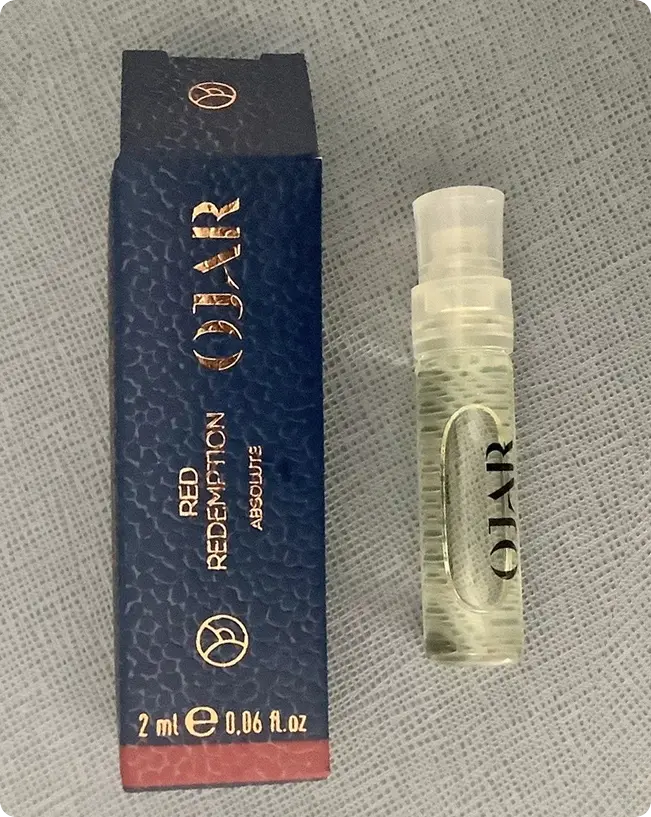 OJAR
RED
REDEMPTION
ABSOLUTE
2 ml e 0.06 fl.oz
OJAR